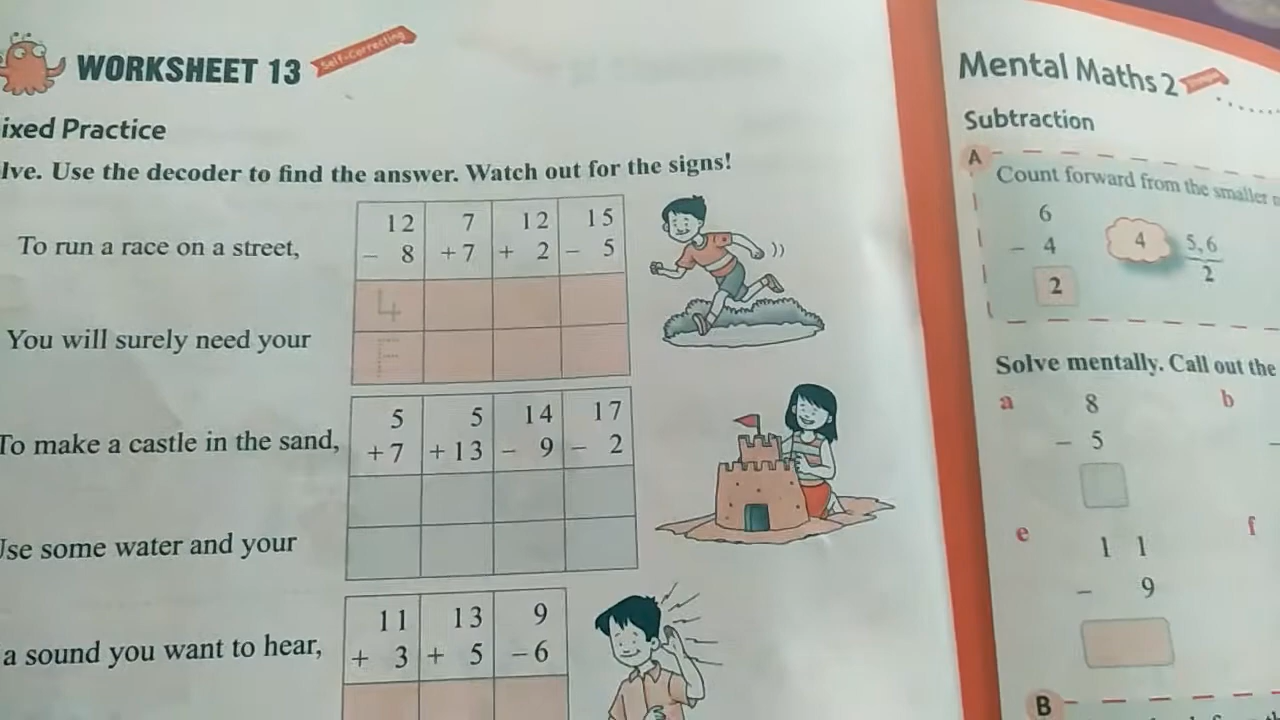 WORKSHEET 13
Self-Correcting
ixed Practice
lve. Use the decoder to find the answer. Watch out for the signs!
To run a race on a street,
12 7 12 15
− 8 +7 + 2 − 5
4
F
You will surely need your
To make a castle in the sand,
5 5 14 17
+7 +13 − 9 − 2
Use some water and your
a sound you want to hear,
11 13 9
+ 3 + 5 −6
Mental Maths 2
Subtraction
A
Count forward from the smaller
6
− 4
2
4
5,6
2
Solve mentally. Call out the
a 8
− 5
b
−
e 1 1
− 9
f
B